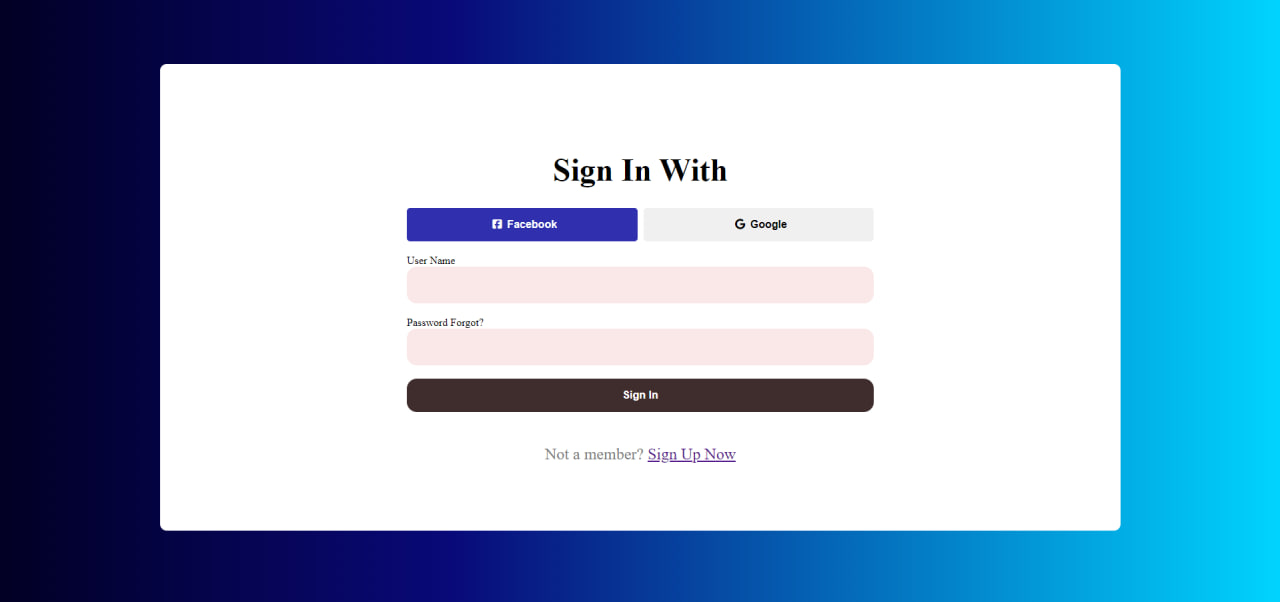 Sign In With
Facebook Google
User Name
Password Forgot?
Sign In
Not a member? Sign Up Now